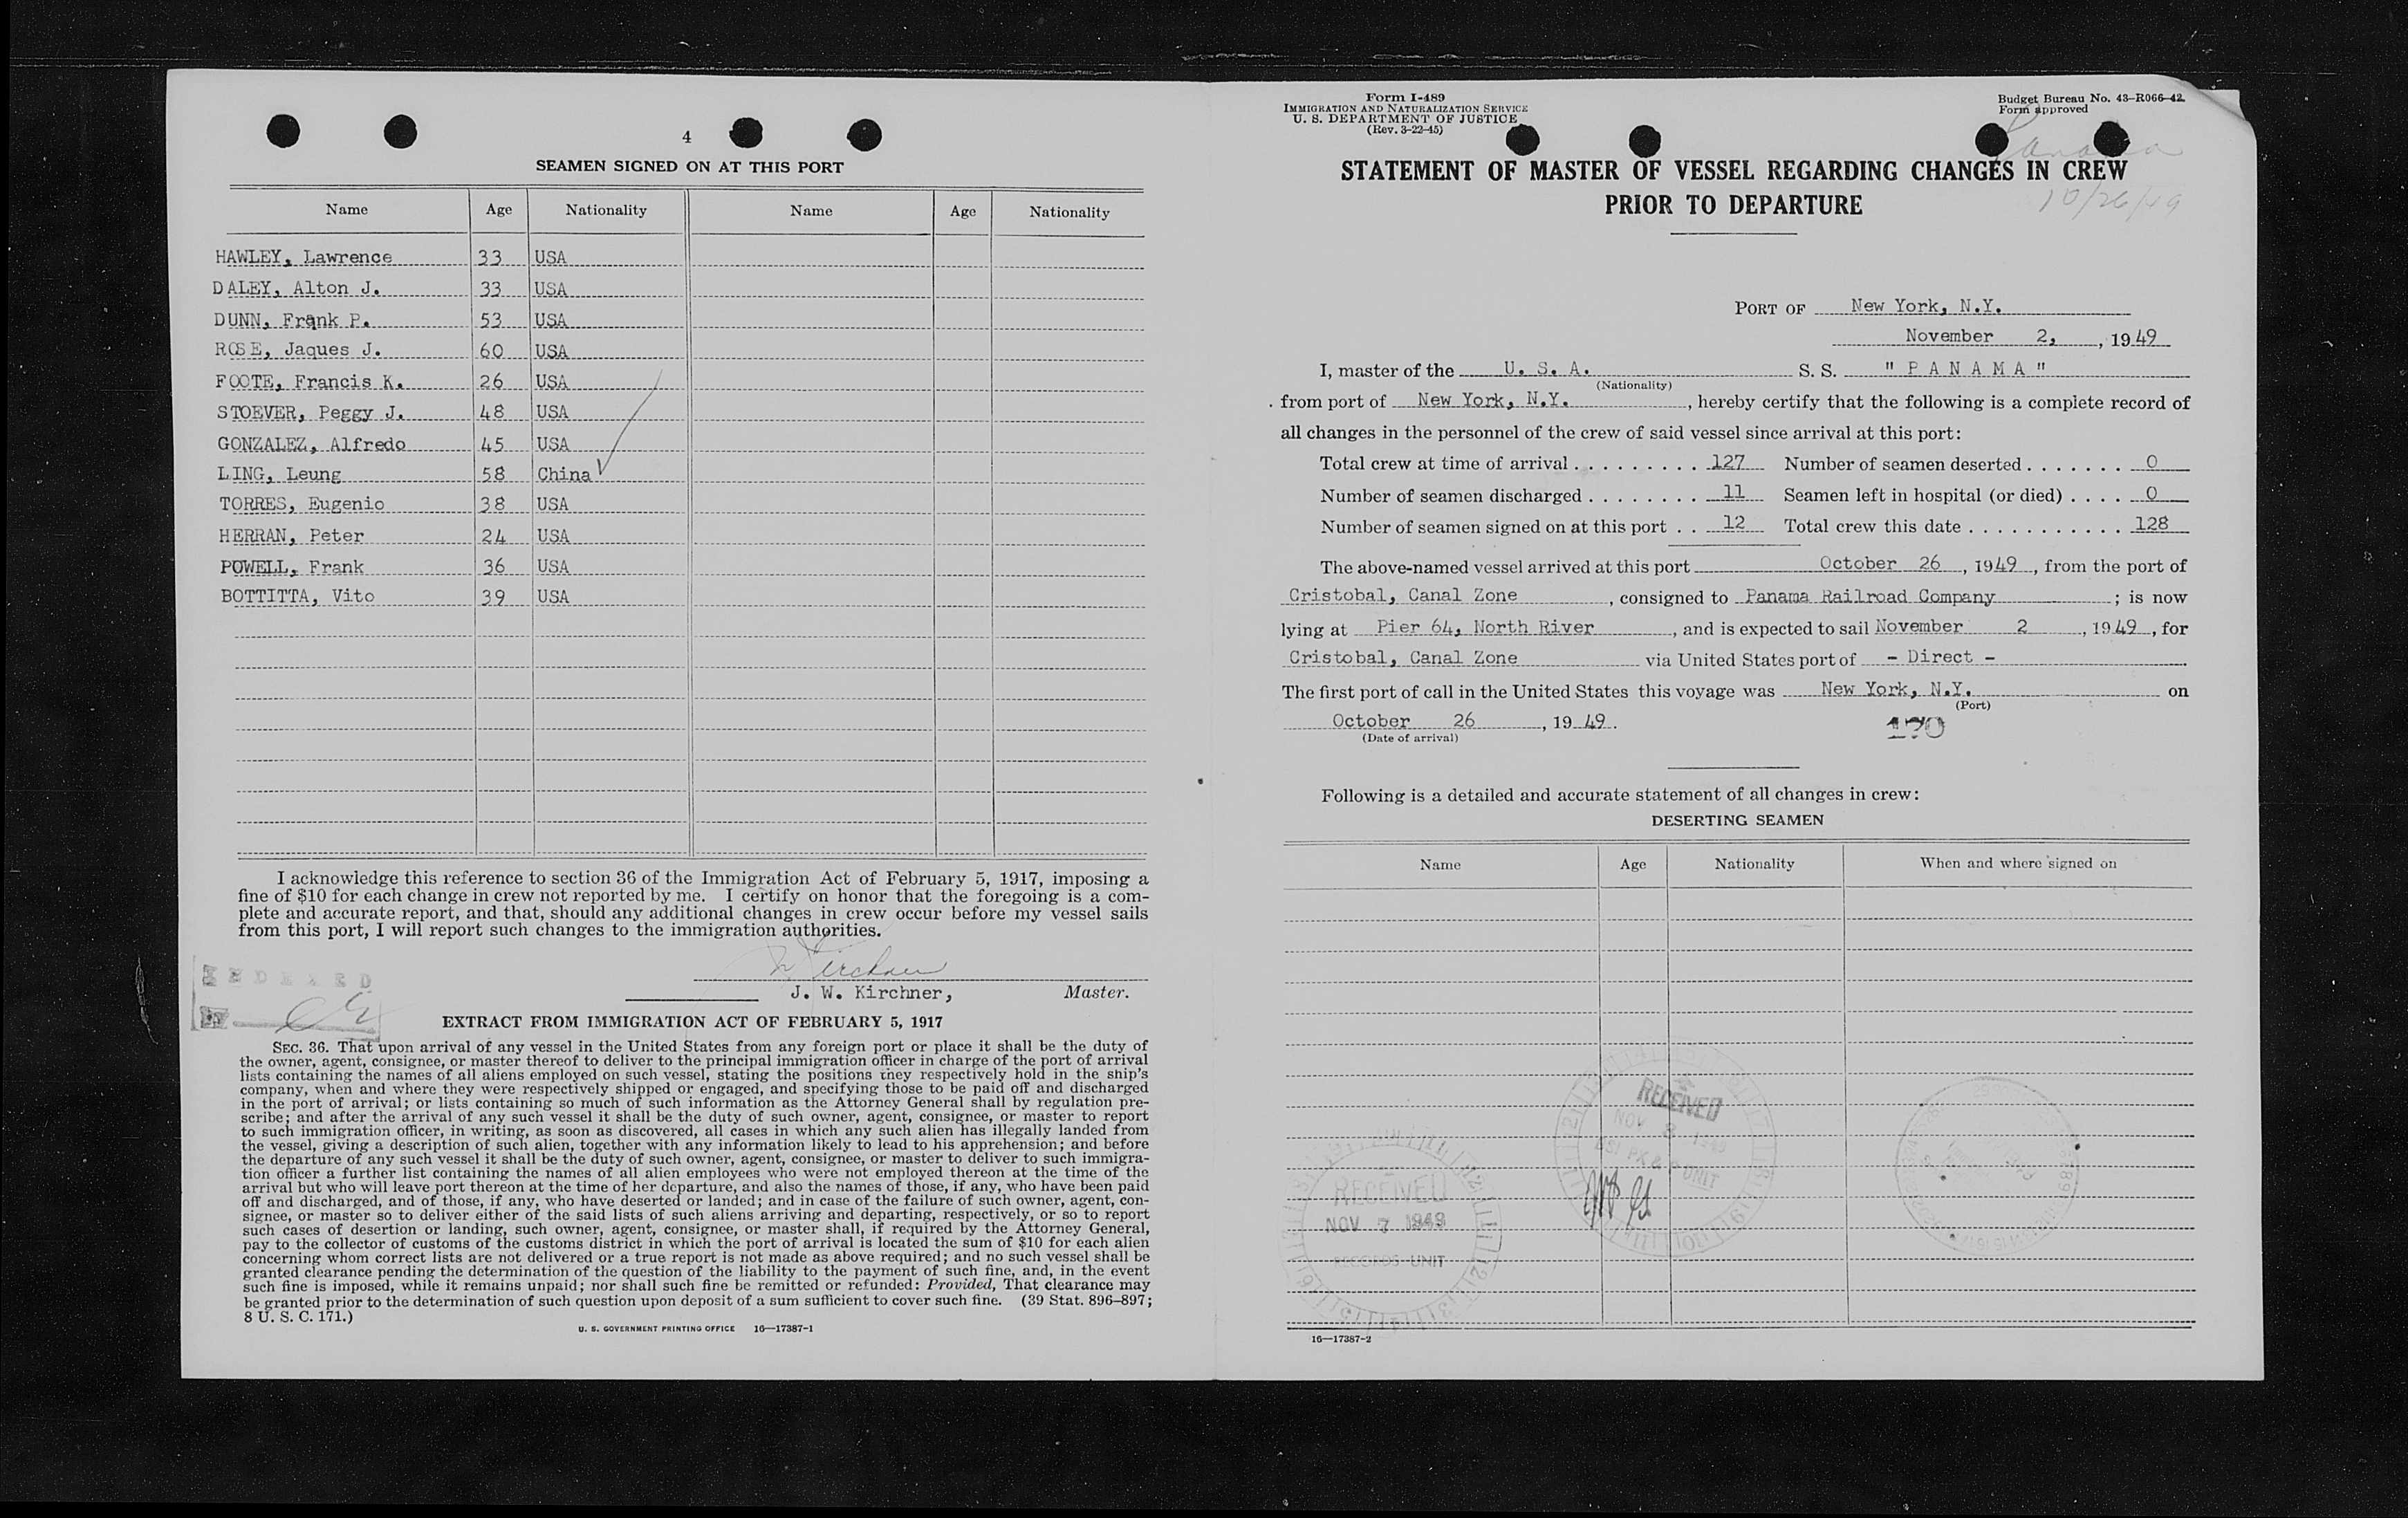 4
SEAMEN SIGNED ON AT THIS PORT
Name Age Nationality Name Age Nationality
HAWLEY, Lawrence 33 USA
DALEY, Alton J. 33 USA
DUNN, Frank P. 53 USA
ROSE, Jaques J. 60 USA
FOOTE, Francis K. 26 USA
STOEVER, Peggy J. 48 USA
GONZALEZ, Alfredo 45 USA
LING, Leung 58 China
TORRES, Eugenio 38 USA
HERRAN, Peter 24 USA
POWELL, Frank 36 USA
BOTTITTA, Vito 39 USA
I acknowledge this reference to section 36 of the Immigration Act of February 5, 1917, imposing a
fine of $10 for each change in crew not reported by me. I certify on honor that the foregoing is a com-
plete and accurate report, and that, should any additional changes in crew occur before my vessel sails
from this port, I will report such changes to the immigration authorities.
Kirchner
J. W. Kirchner, Master.
INDEXED
EXTRACT FROM IMMIGRATION ACT OF FEBRUARY 5, 1917
SEC. 36. That upon arrival of any vessel in the United States from any foreign port or place it shall be the duty of
the owner, agent, consignee, or master thereof to deliver to the principal immigration officer in charge of the port of arrival
lists containing the names of all aliens employed on such vessel, stating the positions they respectively hold in the ship's
company, when and where they were respectively shipped or engaged, and specifying those to be paid off and discharged
in the port of arrival; or lists containing so much of such information as the Attorney General shall by regulation pre-
scribe; and after the arrival of any such vessel it shall be the duty of such owner, agent, consignee, or master to report
to such immigration officer, in writing, as soon as discovered, all cases in which any such alien has illegally landed from
the vessel, giving a description of such alien, together with any information likely to lead to his apprehension; and before
the departure of any such vessel it shall be the duty of such owner, agent, consignee, or master to deliver to such immigra-
tion officer a further list containing the names of all alien employees who were not employed thereon at the time of the
arrival but who will leave port thereon at the time of her departure, and also the names of those, if any, who have been paid
off and discharged, and of those, if any, who have deserted or landed; and in case of the failure of such owner, agent, con-
signee, or master so to deliver either of the said lists of such aliens arriving and departing, respectively, or so to report
such cases of desertion or landing, such owner, agent, consignee, or master shall, if required by the Attorney General,
pay to the collector of customs of the customs district in which the port of arrival is located the sum of $10 for each alien
concerning whom correct lists are not delivered or a true report is not made as above required; and no such vessel shall be
granted clearance pending the determination of the question of the liability to the payment of such fine, and, in the event
such fine is imposed, while it remains unpaid; nor shall such fine be remitted or refunded: Provided, That clearance may
be granted prior to the determination of such question upon deposit of a sum sufficient to cover such fine. (39 Stat. 896-897;
8 U. S. C. 171.)
U. S. GOVERNMENT PRINTING OFFICE 16—17387-1
Form I-489
IMMIGRATION AND NATURALIZATION SERVICE
U. S. DEPARTMENT OF JUSTICE
(Rev. 3-22-45)
Budget Bureau No. 43-R066-42.
Form approved
Panama
10/26/49
STATEMENT OF MASTER OF VESSEL REGARDING CHANGES IN CREW
PRIOR TO DEPARTURE
PORT OF New York, N.Y.
November 2, , 1949
I, master of the U. S. A. S. S. " P A N A M A "
(Nationality)
from port of New York, N.Y. , hereby certify that the following is a complete record of
all changes in the personnel of the crew of said vessel since arrival at this port:
Total crew at time of arrival . . . . . . . . . 127 Number of seamen deserted . . . . . . . 0
Number of seamen discharged . . . . . . . . 11 Seamen left in hospital (or died) . . . . 0
Number of seamen signed on at this port . . 12 Total crew this date . . . . . . . . . . . 128
The above-named vessel arrived at this port October 26 , 1949 , from the port of
Cristobal, Canal Zone , consigned to Panama Railroad Company ; is now
lying at Pier 64, North River , and is expected to sail November 2 , 1949 , for
Cristobal, Canal Zone via United States port of - Direct -
The first port of call in the United States this voyage was New York, N.Y. on
(Port)
October 26 , 1949.
(Date of arrival)
170
Following is a detailed and accurate statement of all changes in crew:
DESERTING SEAMEN
Name Age Nationality When and where signed on
RECEIVED
NOV 7 1949
RECORDS UNIT
RECEIVED
NOV
1949
UNIT
16—17387-2